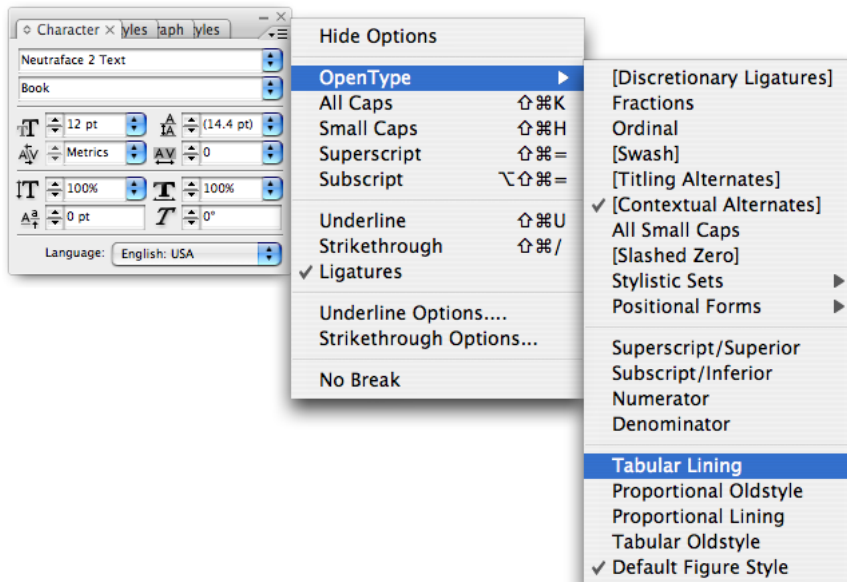 Character × yles raph yles
Neutraface 2 Text
Book
12 pt (14.4 pt)
Metrics 0
100% 100%
0 pt 0°
Language: English: USA
Hide Options
OpenType
All Caps ⇧⌘K
Small Caps ⇧⌘H
Superscript ⇧⌘=
Subscript ⌥⇧⌘=
Underline ⇧⌘U
Strikethrough ⇧⌘/
✓ Ligatures
Underline Options....
Strikethrough Options...
No Break
[Discretionary Ligatures]
Fractions
Ordinal
[Swash]
[Titling Alternates]
✓ [Contextual Alternates]
All Small Caps
[Slashed Zero]
Stylistic Sets
Positional Forms
Superscript/Superior
Subscript/Inferior
Numerator
Denominator
Tabular Lining
Proportional Oldstyle
Proportional Lining
Tabular Oldstyle
✓ Default Figure Style